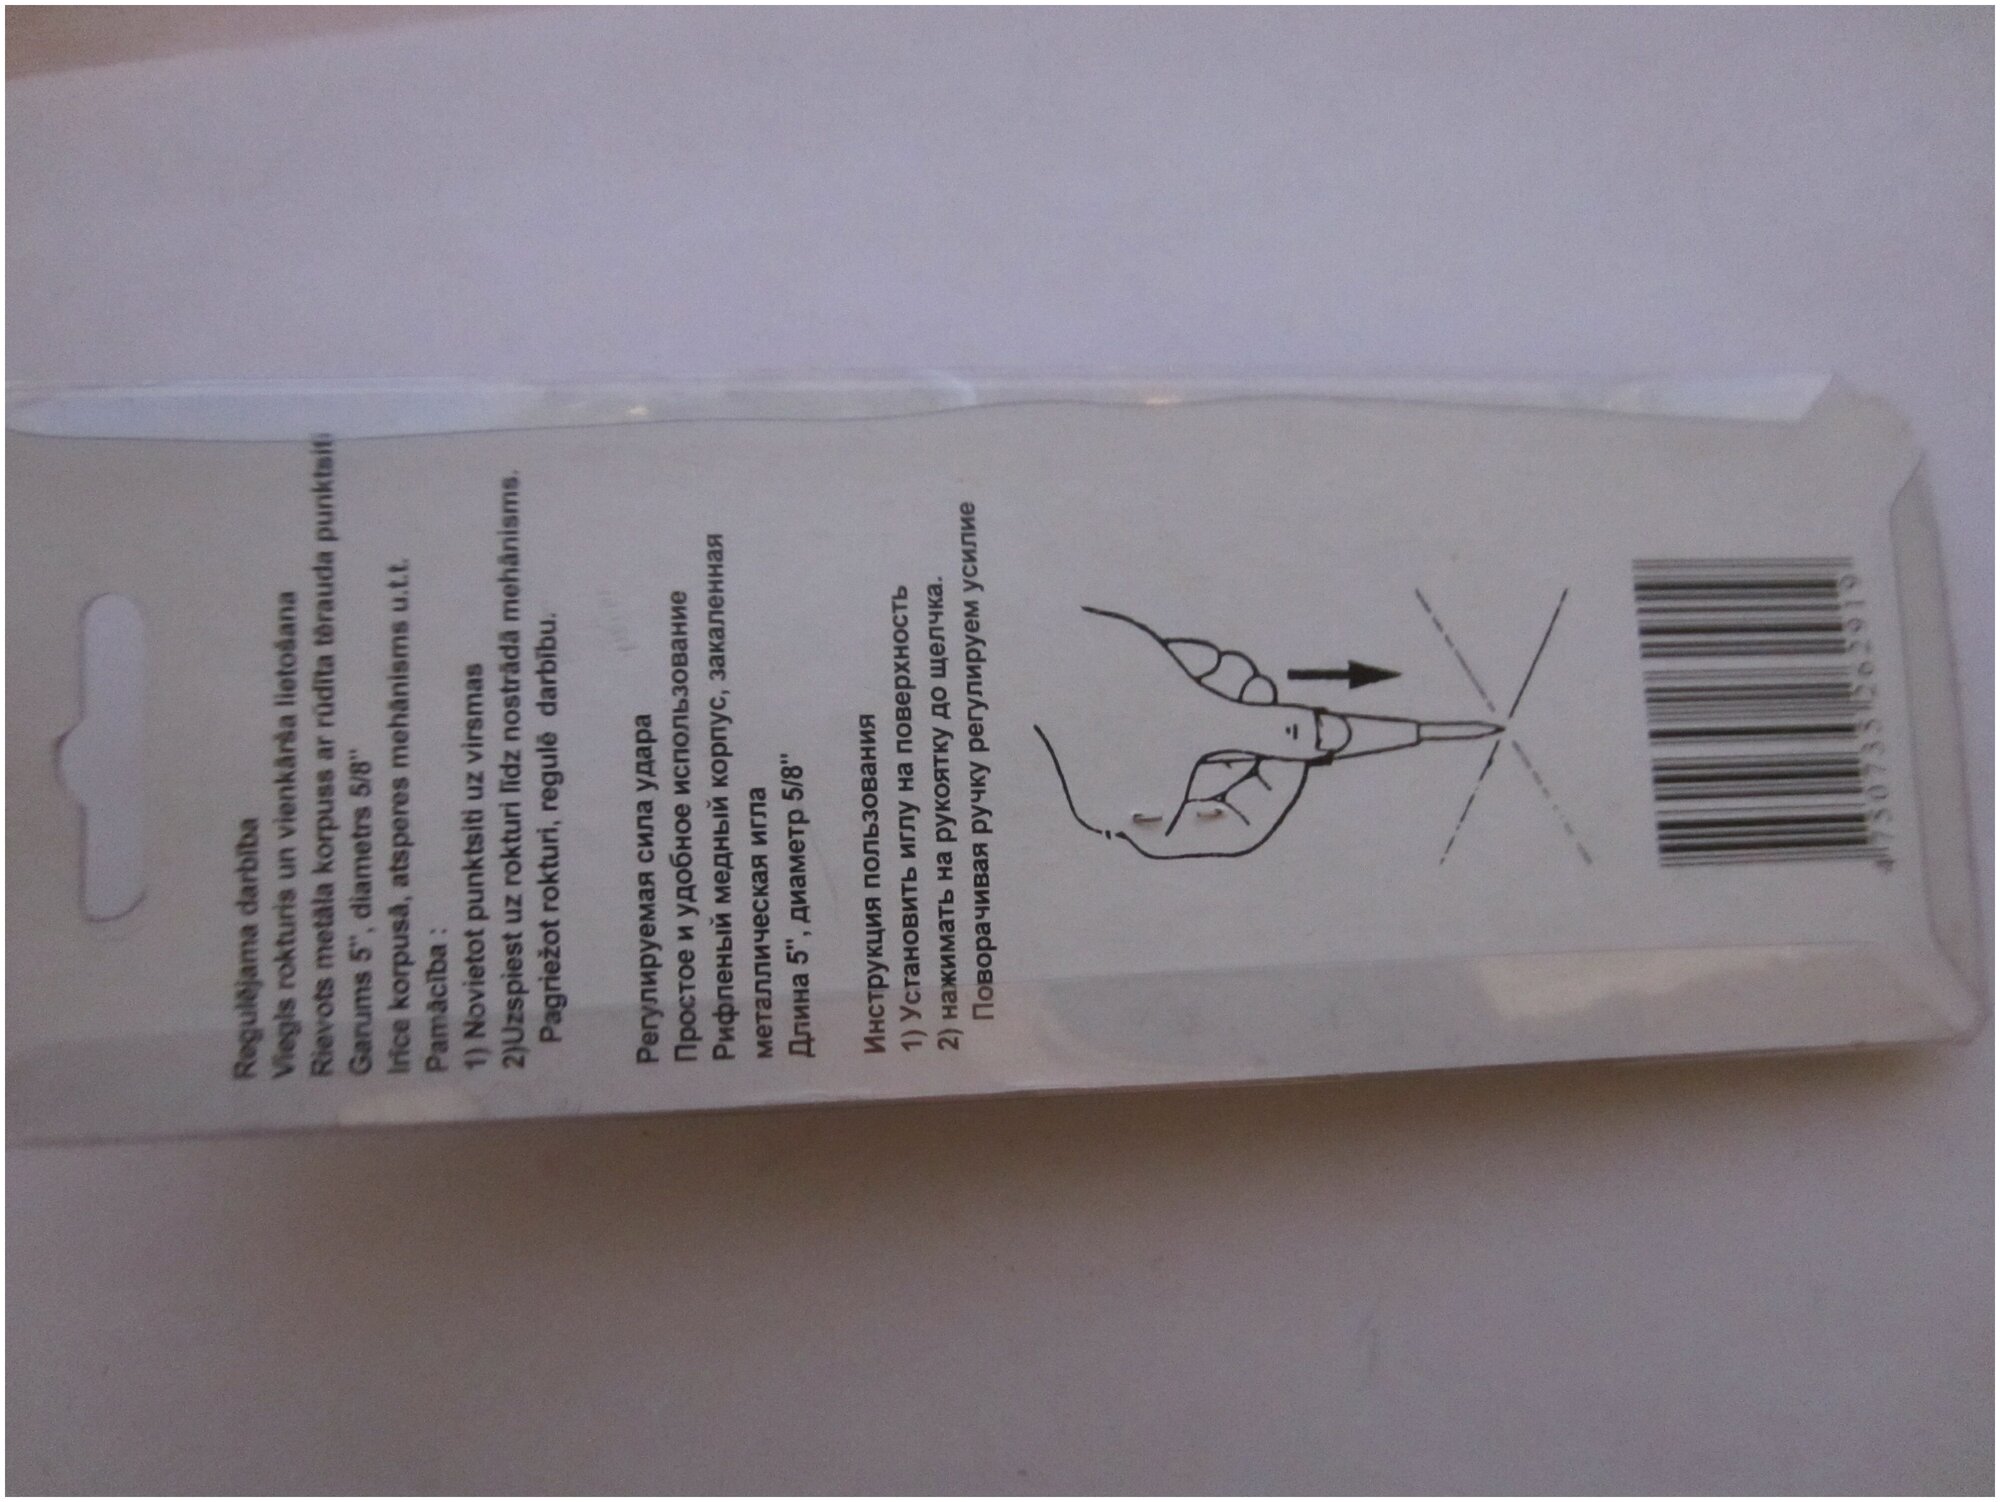 Regulējama darbība
Viegls rokturis un vienkārša lietošana
Rievots metāla korpuss ar rūdīta tērauda punktsiti
Garums 5", diametrs 5/8"
Irīce korpusā, atsperes mehānisms u.t.t.
Pamācība :
1) Novietot punktsiti uz virsmas
2)Uzspiest uz rokturi līdz nostrādā mehānisms.
Pagriežot rokturi, regulē darbību.
Регулируемая сила удара
Простое и удобное использование
Рифленый медный корпус, закаленная
металлическая игла
Длина 5", диаметр 5/8"
Инструкция пользования
1) Установить иглу на поверхность
2) нажимать на рукоятку до щелчка.
Поворачивая ручку регулируем усилие